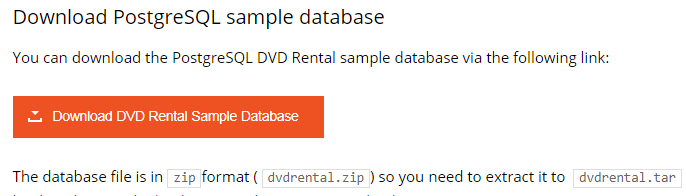 Download PostgreSQL sample database
You can download the PostgreSQL DVD Rental sample database via the following link:
Download DVD Rental Sample Database
The database file is in zip format ( dvdrental.zip ) so you need to extract it to dvdrental.tar